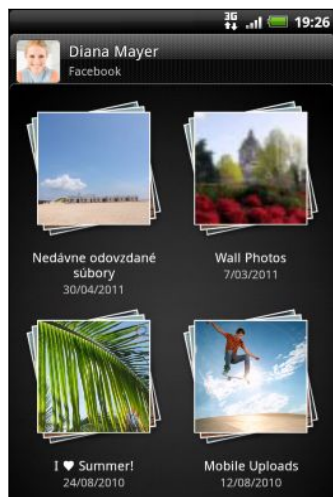 3G 19:26
Diana Mayer
Facebook
Nedávne odovzdané
súbory
30/04/2011
Wall Photos
7/03/2011
I ♥ Summer!
24/08/2010
Mobile Uploads
12/08/2010